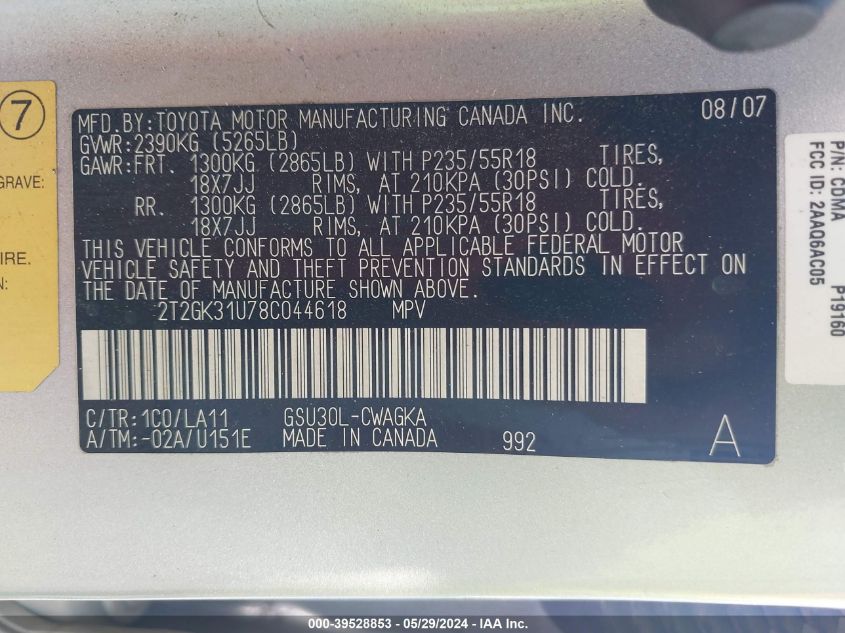 7
GRAVE:
IRE.
N:
MFD.BY:TOYOTA MOTOR MANUFACTURING CANADA INC. 08/07
GVWR:2390KG (5265LB)
GAWR:FRT. 1300KG (2865LB) WITH P235/55R18 TIRES,
18X7JJ RIMS, AT 210KPA (30PSI) COLD.
RR. 1300KG (2865LB) WITH P235/55R18 TIRES,
18X7JJ RIMS, AT 210KPA (30PSI) COLD.
THIS VEHICLE CONFORMS TO ALL APPLICABLE FEDERAL MOTOR
VEHICLE SAFETY AND THEFT PREVENTION STANDARDS IN EFFECT ON
THE DATE OF MANUFACTURE SHOWN ABOVE.
2T2GK31U78C044618 MPV
C/TR:1C0/LA11 GSU30L-CWAGKA
A/TM:-02A/U151E MADE IN CANADA 992 A
P/N: CDMA P19160
FCC ID: 2AAQ6AC05
000-39528853 - 05/29/2024 - IAA Inc.